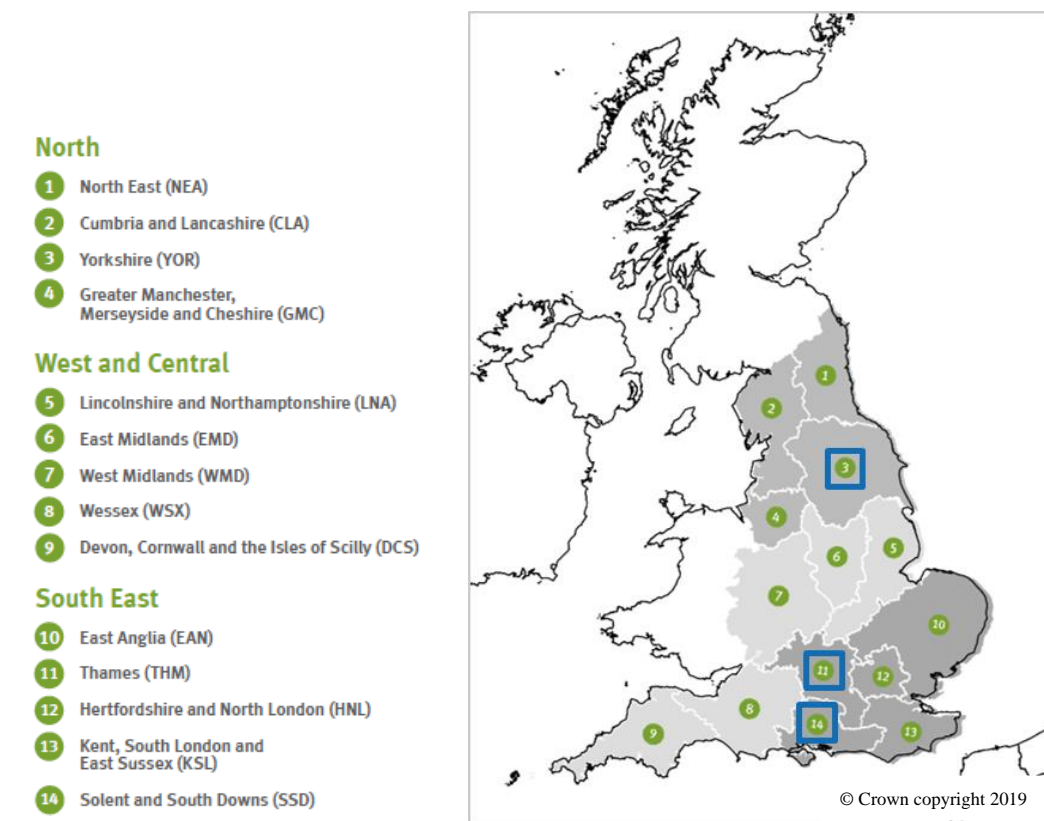 North
1 North East (NEA)
2 Cumbria and Lancashire (CLA)
3 Yorkshire (YOR)
4 Greater Manchester,
Merseyside and Cheshire (GMC)
West and Central
5 Lincolnshire and Northamptonshire (LNA)
6 East Midlands (EMD)
7 West Midlands (WMD)
8 Wessex (WSX)
9 Devon, Cornwall and the Isles of Scilly (DCS)
South East
10 East Anglia (EAN)
11 Thames (THM)
12 Hertfordshire and North London (HNL)
13 Kent, South London and
East Sussex (KSL)
14 Solent and South Downs (SSD)
1
2
3
4
5
6
7
10
11
12
8
14
13
9
© Crown copyright 2019